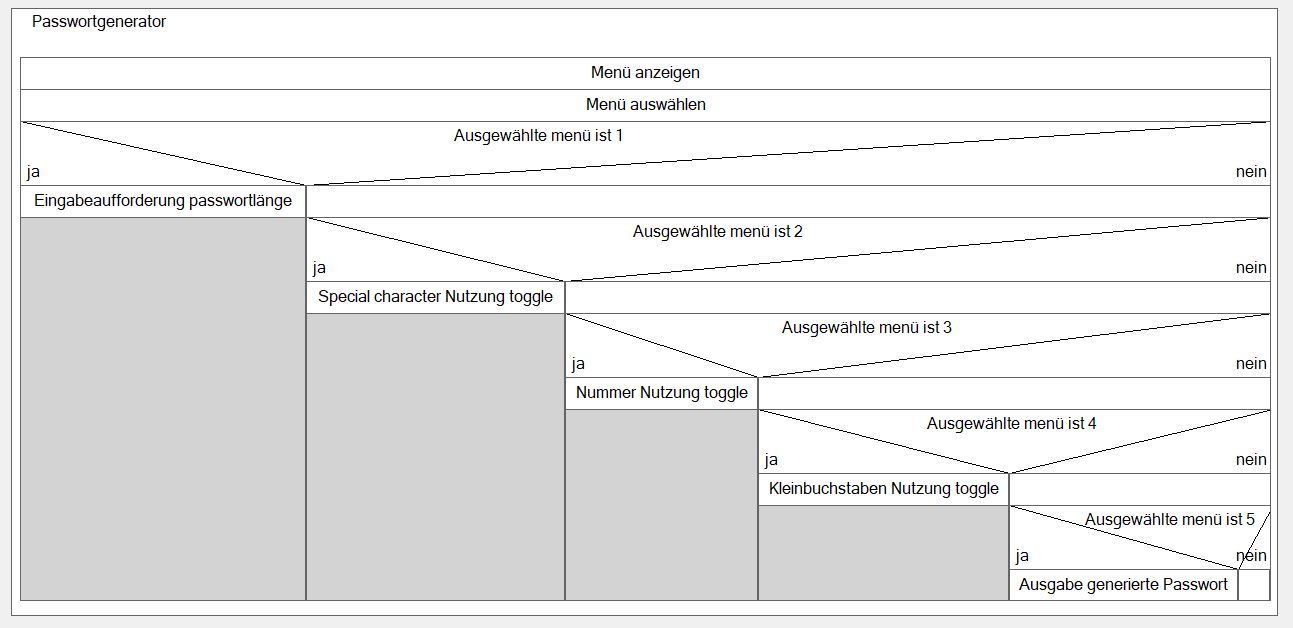 Passwortgenerator
Menü anzeigen
Menü auswählen
Ausgewählte menü ist 1
ja
nein
Eingabeaufforderung passwortlänge
Ausgewählte menü ist 2
ja
nein
Special character Nutzung toggle
Ausgewählte menü ist 3
ja
nein
Nummer Nutzung toggle
Ausgewählte menü ist 4
ja
nein
Kleinbuchstaben Nutzung toggle
Ausgewählte menü ist 5
ja
nein
Ausgabe generierte Passwort